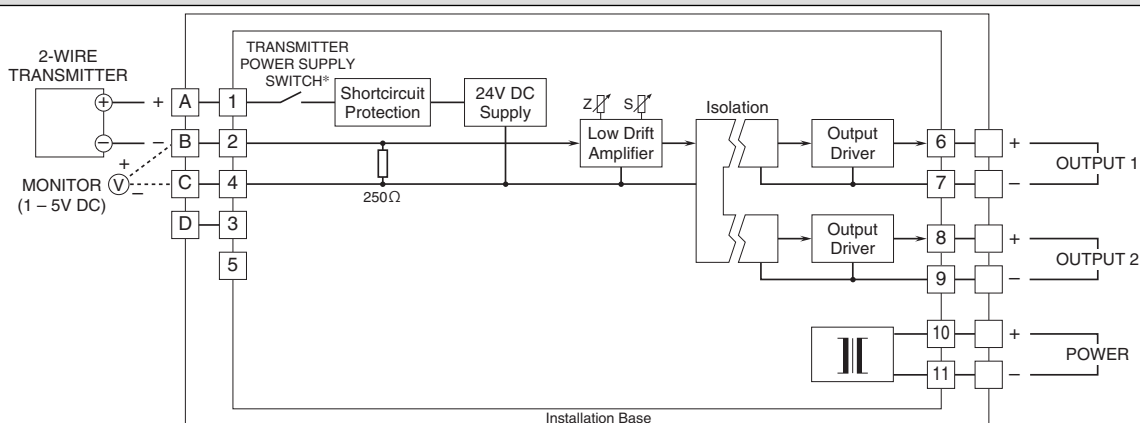 2-WIRE
TRANSMITTER
+
−
+
−
A
B
C
D
+
−
MONITOR
(1 – 5V DC)
V
1
2
4
3
5
TRANSMITTER
POWER SUPPLY
SWITCH*
Shortcircuit
Protection
24V DC
Supply
250Ω
Z
S
Low Drift
Amplifier
Isolation
Output
Driver
6
7
+
−
OUTPUT 1
Output
Driver
8
9
+
−
OUTPUT 2
10
11
+
−
POWER
Installation Base